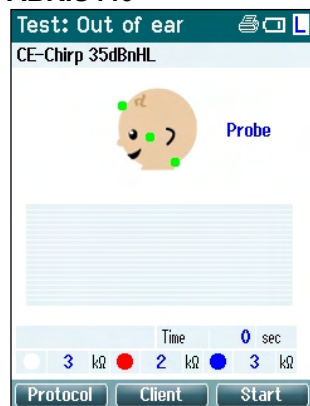 Test: Out of ear L
CE-Chirp 35dBnHL
Probe
Time 0 sec
3 kΩ 2 kΩ 3 kΩ
Protocol Client Start